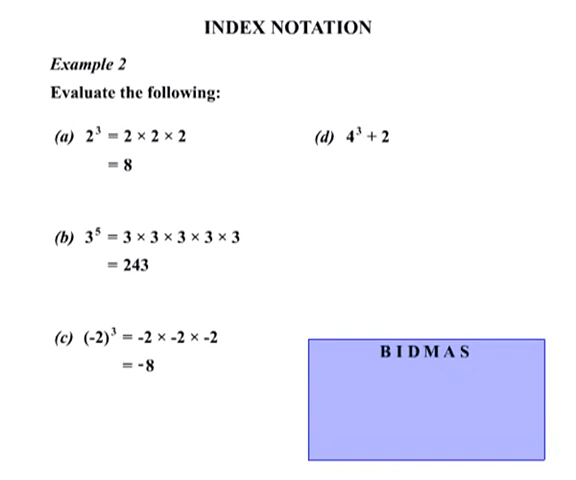 INDEX NOTATION
Example 2
Evaluate the following:
(a) 2³ = 2 × 2 × 2
= 8
(b) 3⁵ = 3 × 3 × 3 × 3 × 3
= 243
(c) (-2)³ = -2 × -2 × -2
= -8
(d) 4³ + 2
B I D M A S